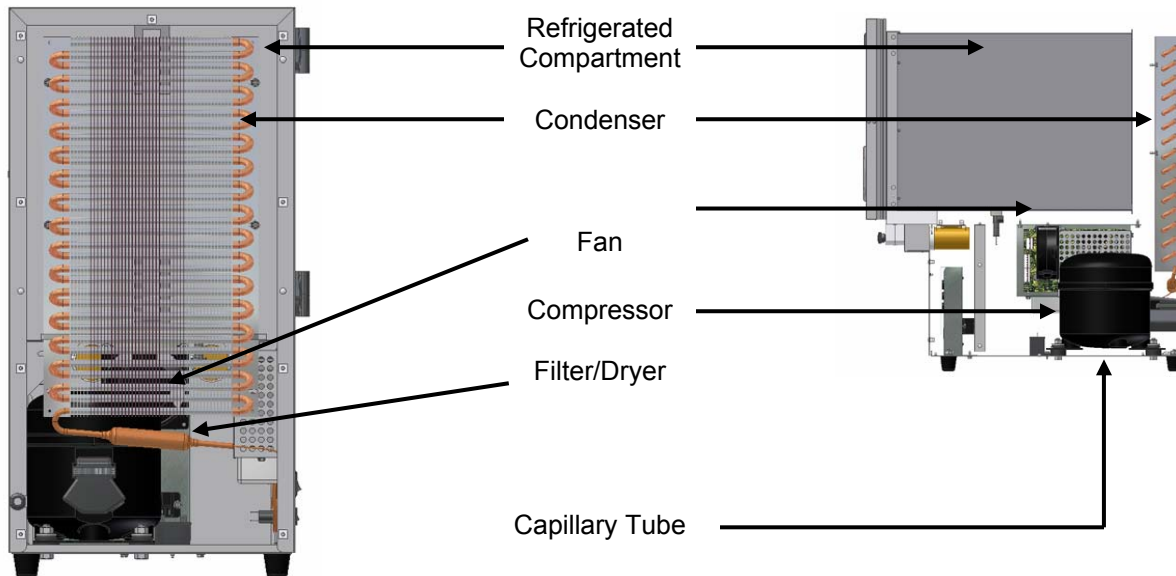 Refrigerated
Compartment
Condenser
Fan
Compressor
Filter/Dryer
Capillary Tube